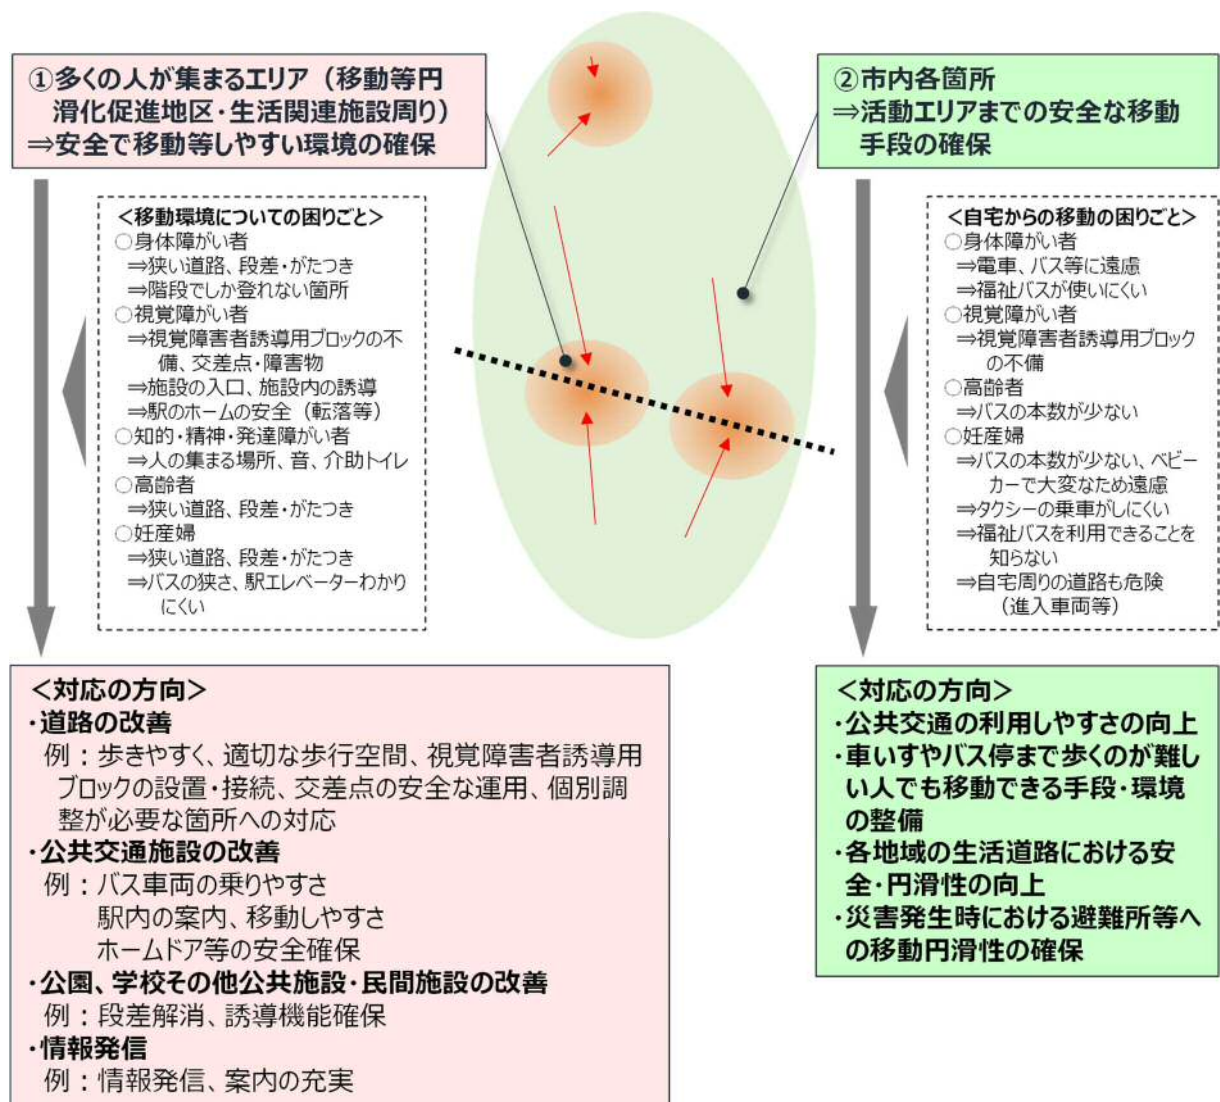 ①多くの人が集まるエリア（移動等円
滑化促進地区・生活関連施設周り）
⇒安全で移動等しやすい環境の確保
＜移動環境についての困りごと＞
○身体障がい者
⇒狭い道路、段差・がたつき
⇒階段でしか登れない箇所
○視覚障がい者
⇒視覚障害者誘導用ブロックの不
備、交差点・障害物
⇒施設の入口、施設内の誘導
⇒駅のホームの安全（転落等）
○知的・精神・発達障がい者
⇒人の集まる場所、音、介助トイレ
○高齢者
⇒狭い道路、段差・がたつき
○妊産婦
⇒狭い道路、段差・がたつき
⇒バスの狭さ、駅エレベーターわかり
にくい
＜対応の方向＞
・道路の改善
例：歩きやすく、適切な歩行空間、視覚障害者誘導用
ブロックの設置・接続、交差点の安全な運用、個別調
整が必要な箇所への対応
・公共交通施設の改善
例：バス車両の乗りやすさ
駅内の案内、移動しやすさ
ホームドア等の安全確保
・公園、学校その他公共施設・民間施設の改善
例：段差解消、誘導機能確保
・情報発信
例：情報発信、案内の充実
②市内各箇所
⇒活動エリアまでの安全な移動
手段の確保
＜自宅からの移動の困りごと＞
○身体障がい者
⇒電車、バス等に遠慮
⇒福祉バスが使いにくい
○視覚障がい者
⇒視覚障害者誘導用ブロック
の不備
○高齢者
⇒バスの本数が少ない
○妊産婦
⇒バスの本数が少ない、ベビー
カーで大変なため遠慮
⇒タクシーの乗車がしにくい
⇒福祉バスを利用できることを
知らない
⇒自宅周りの道路も危険
（進入車両等）
＜対応の方向＞
・公共交通の利用しやすさの向上
・車いすやバス停まで歩くのが難し
い人でも移動できる手段・環境
の整備
・各地域の生活道路における安
全・円滑性の向上
・災害発生時における避難所等へ
の移動円滑性の確保